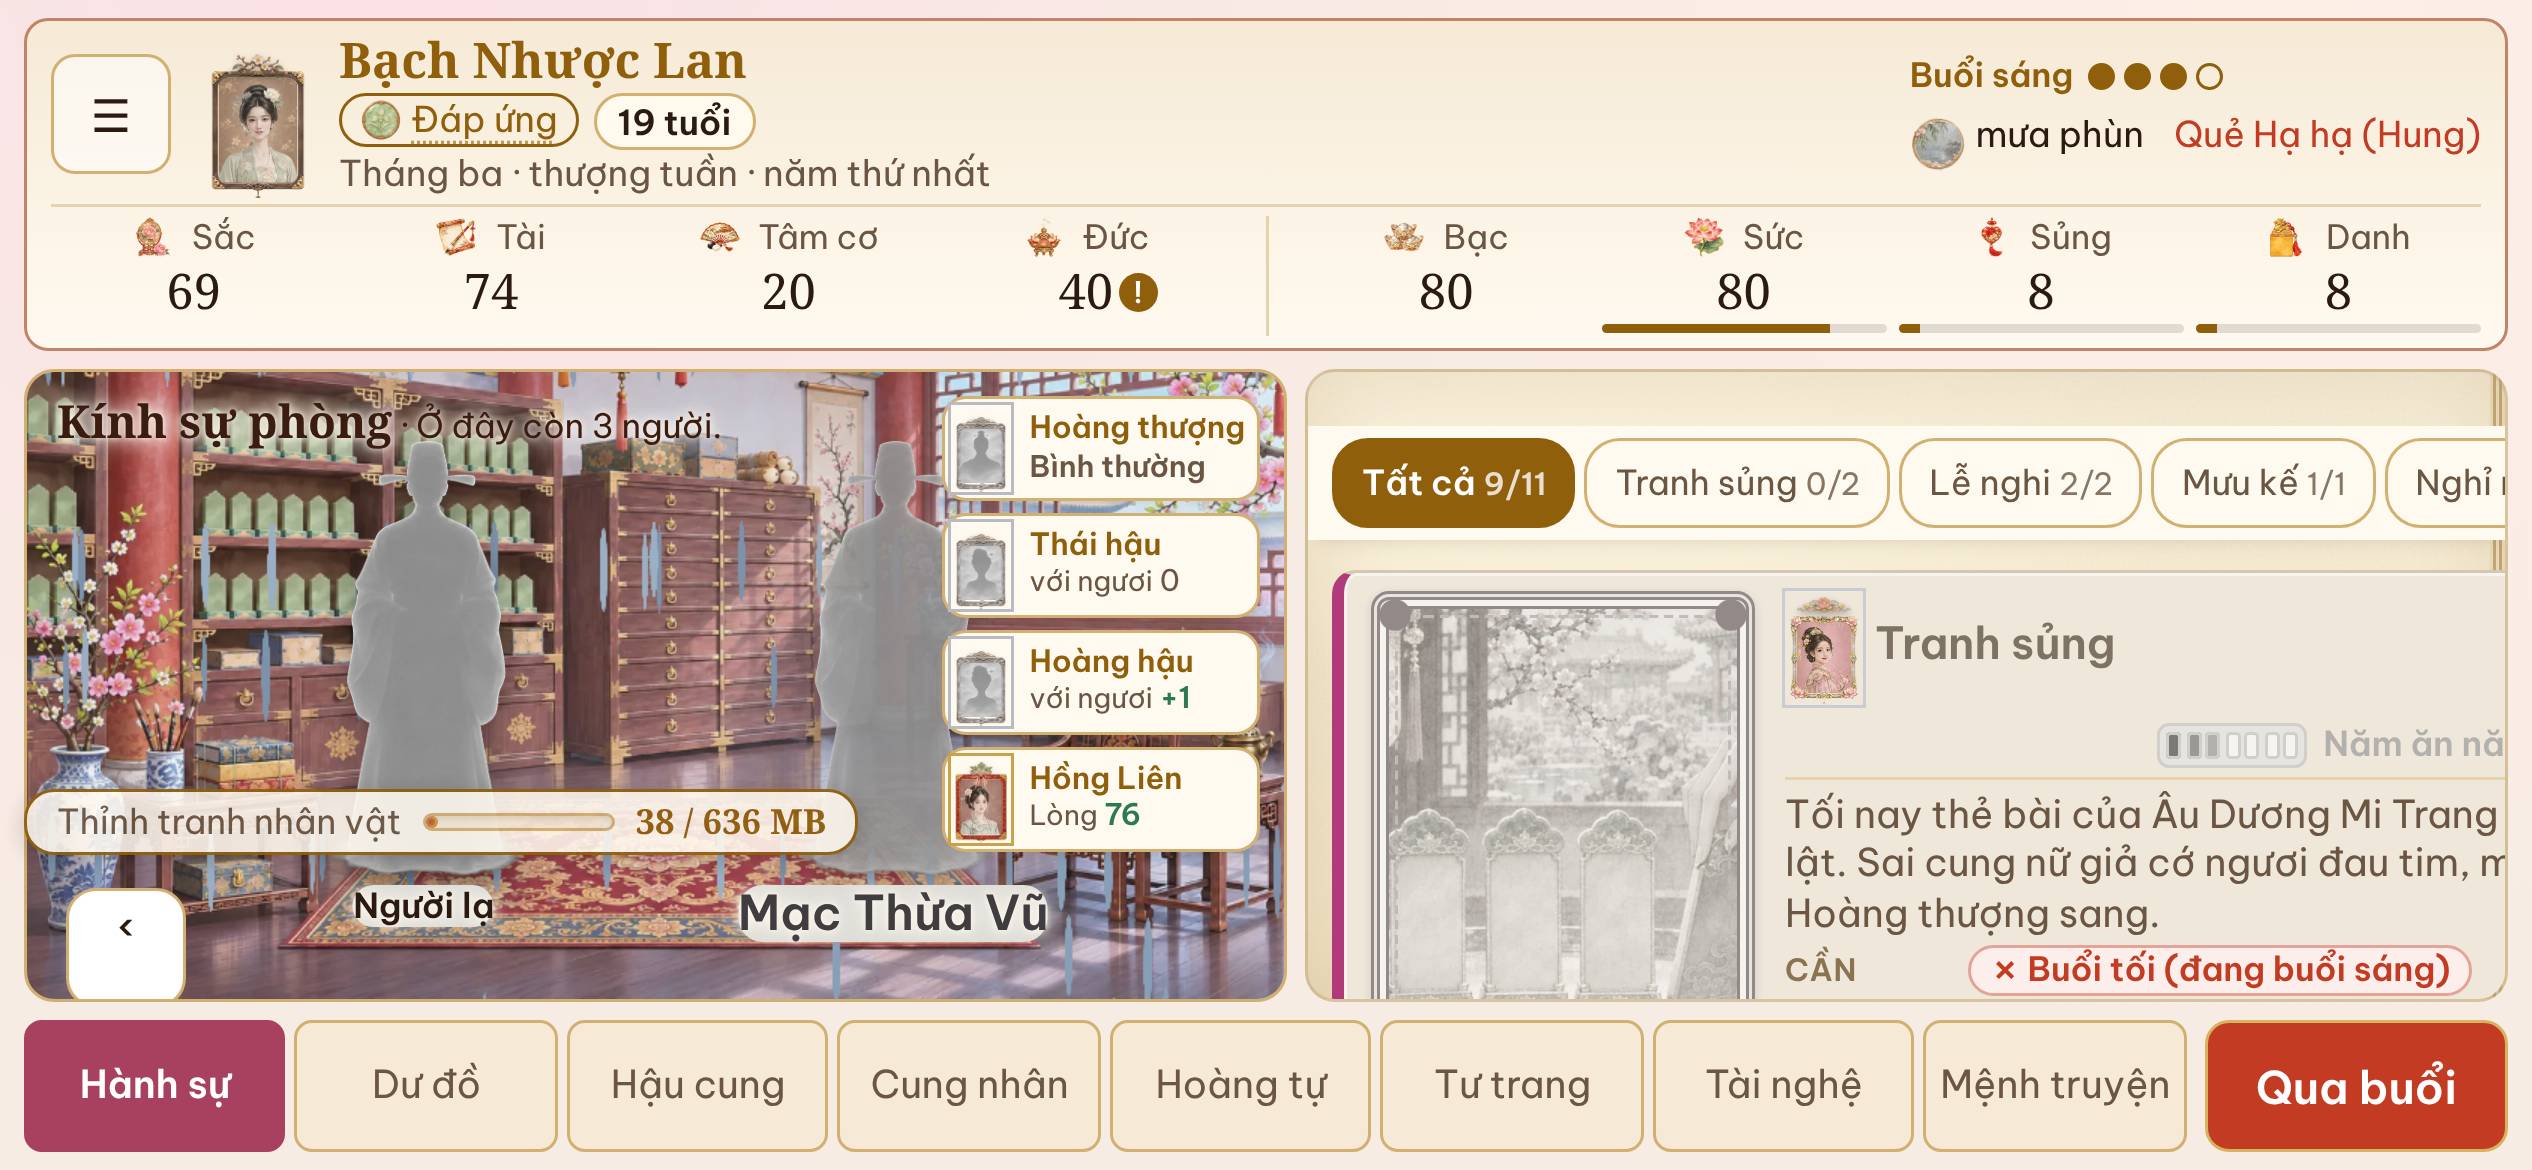 ☰
Bạch Nhược Lan
Đáp ứng
19 tuổi
Tháng ba · thượng tuần · năm thứ nhất
Buổi sáng
mưa phùn Quẻ Hạ hạ (Hung)
Sắc Tài Tâm cơ Đức Bạc Sức Sủng Danh
69 74 20 40 ! 80 80 8 8
Kính sự phòng · Ở đây còn 3 người.
Hoàng thượng
Bình thường
Thái hậu
với ngươi 0
Hoàng hậu
với ngươi +1
Hồng Liên
Lòng 76
Thỉnh tranh nhân vật 38 / 636 MB
Người lạ
Mạc Thừa Vũ
‹
Tất cả 9/11
Tranh sủng 0/2
Lễ nghi 2/2
Mưu kế 1/1
Nghỉ
Tranh sủng
Năm ăn
Tối nay thẻ bài của Âu Dương Mi Trang
lật. Sai cung nữ giả cớ ngươi đau tim,
Hoàng thượng sang.
CẦN × Buổi tối (đang buổi sáng)
Hành sự
Dư đồ
Hậu cung
Cung nhân
Hoàng tự
Tư trang
Tài nghệ
Mệnh truyện
Qua buổi